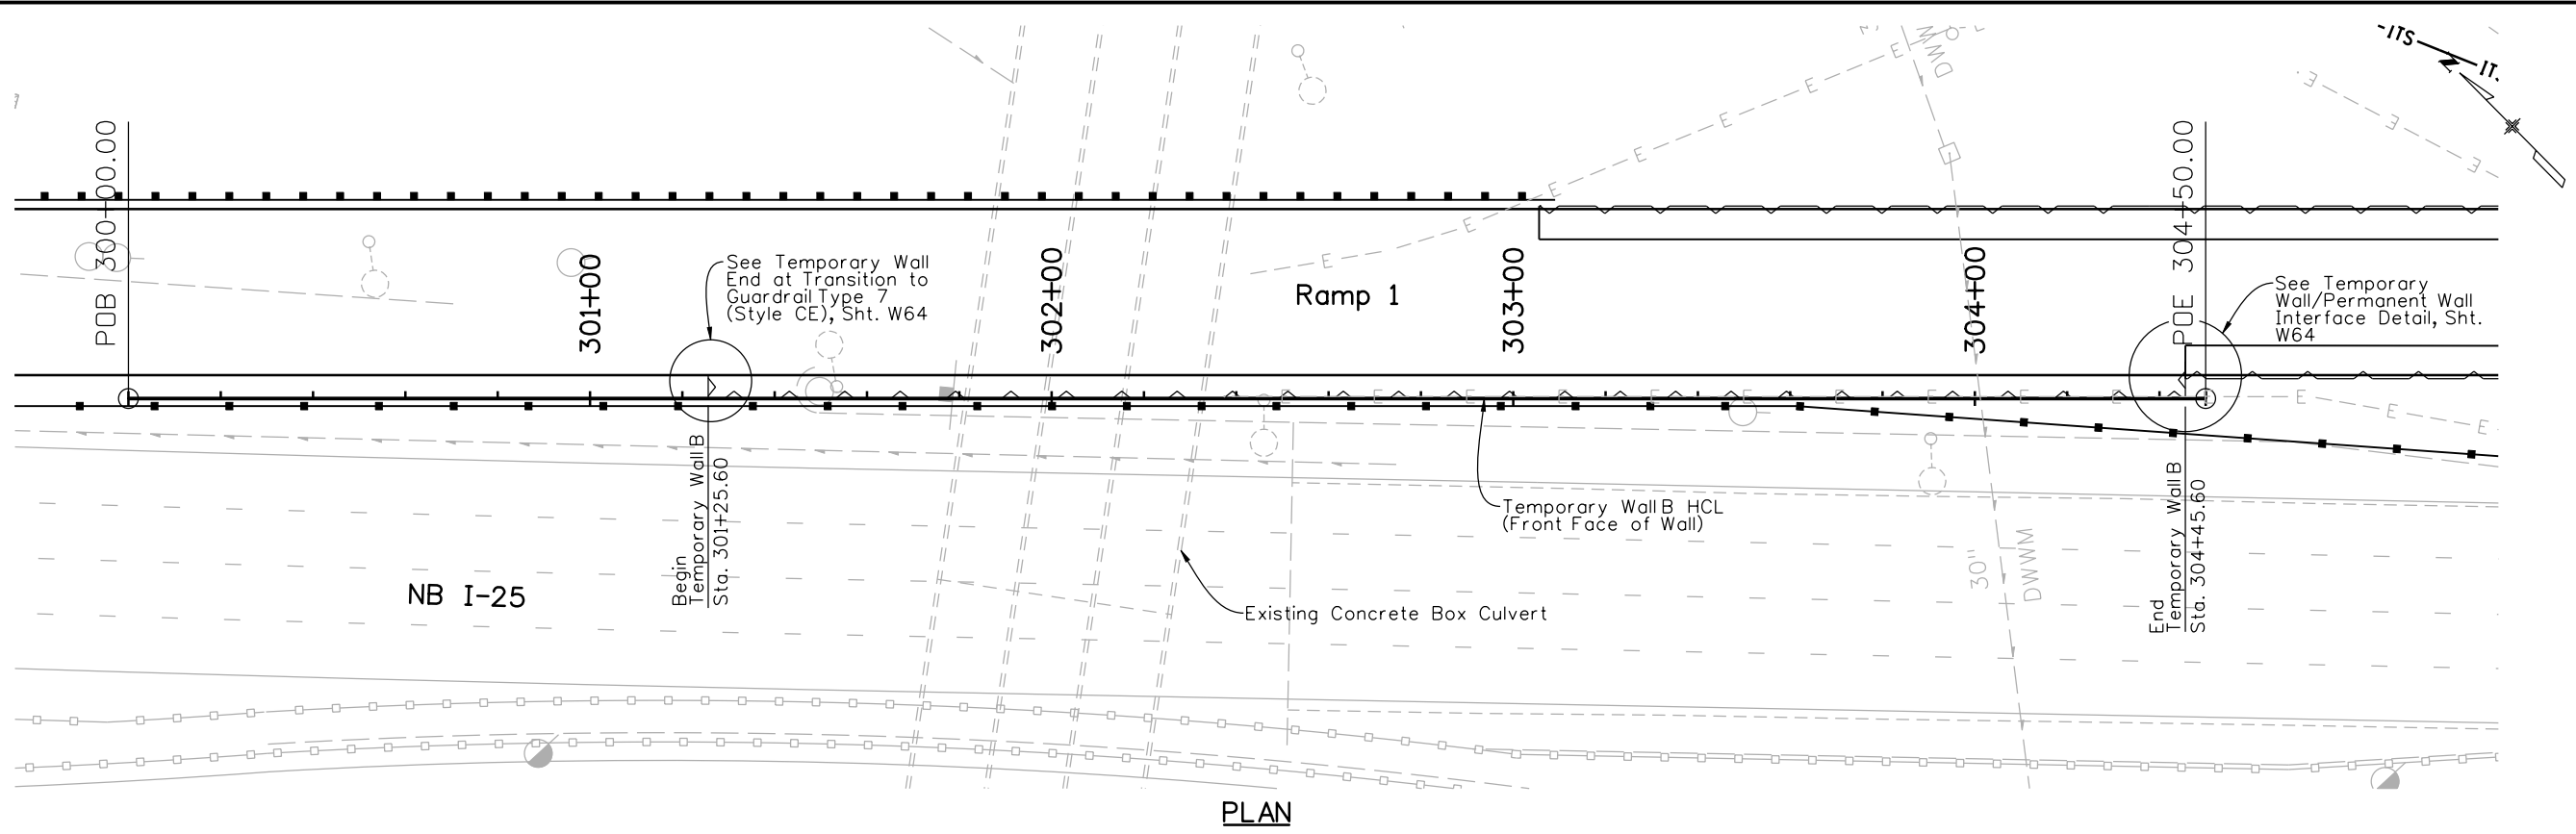 -ITS
IT.
N
POB 300+00.00
301+00
See Temporary Wall
End at Transition to
Guardrail Type 7
(Style CE), Sht. W64
302+00
Ramp 1
303+00
304+00
POE 304+50.00
See Temporary
Wall/Permanent Wall
Interface Detail, Sht.
W64
E E E E E E E E
DWWM
Begin
Temporary Wall B
Sta. 301+25.60
Temporary Wall B HCL
(Front Face of Wall)
NB I-25
Existing Concrete Box Culvert
30"
DWWM
End
Temporary Wall B
Sta. 304+45.60
PLAN